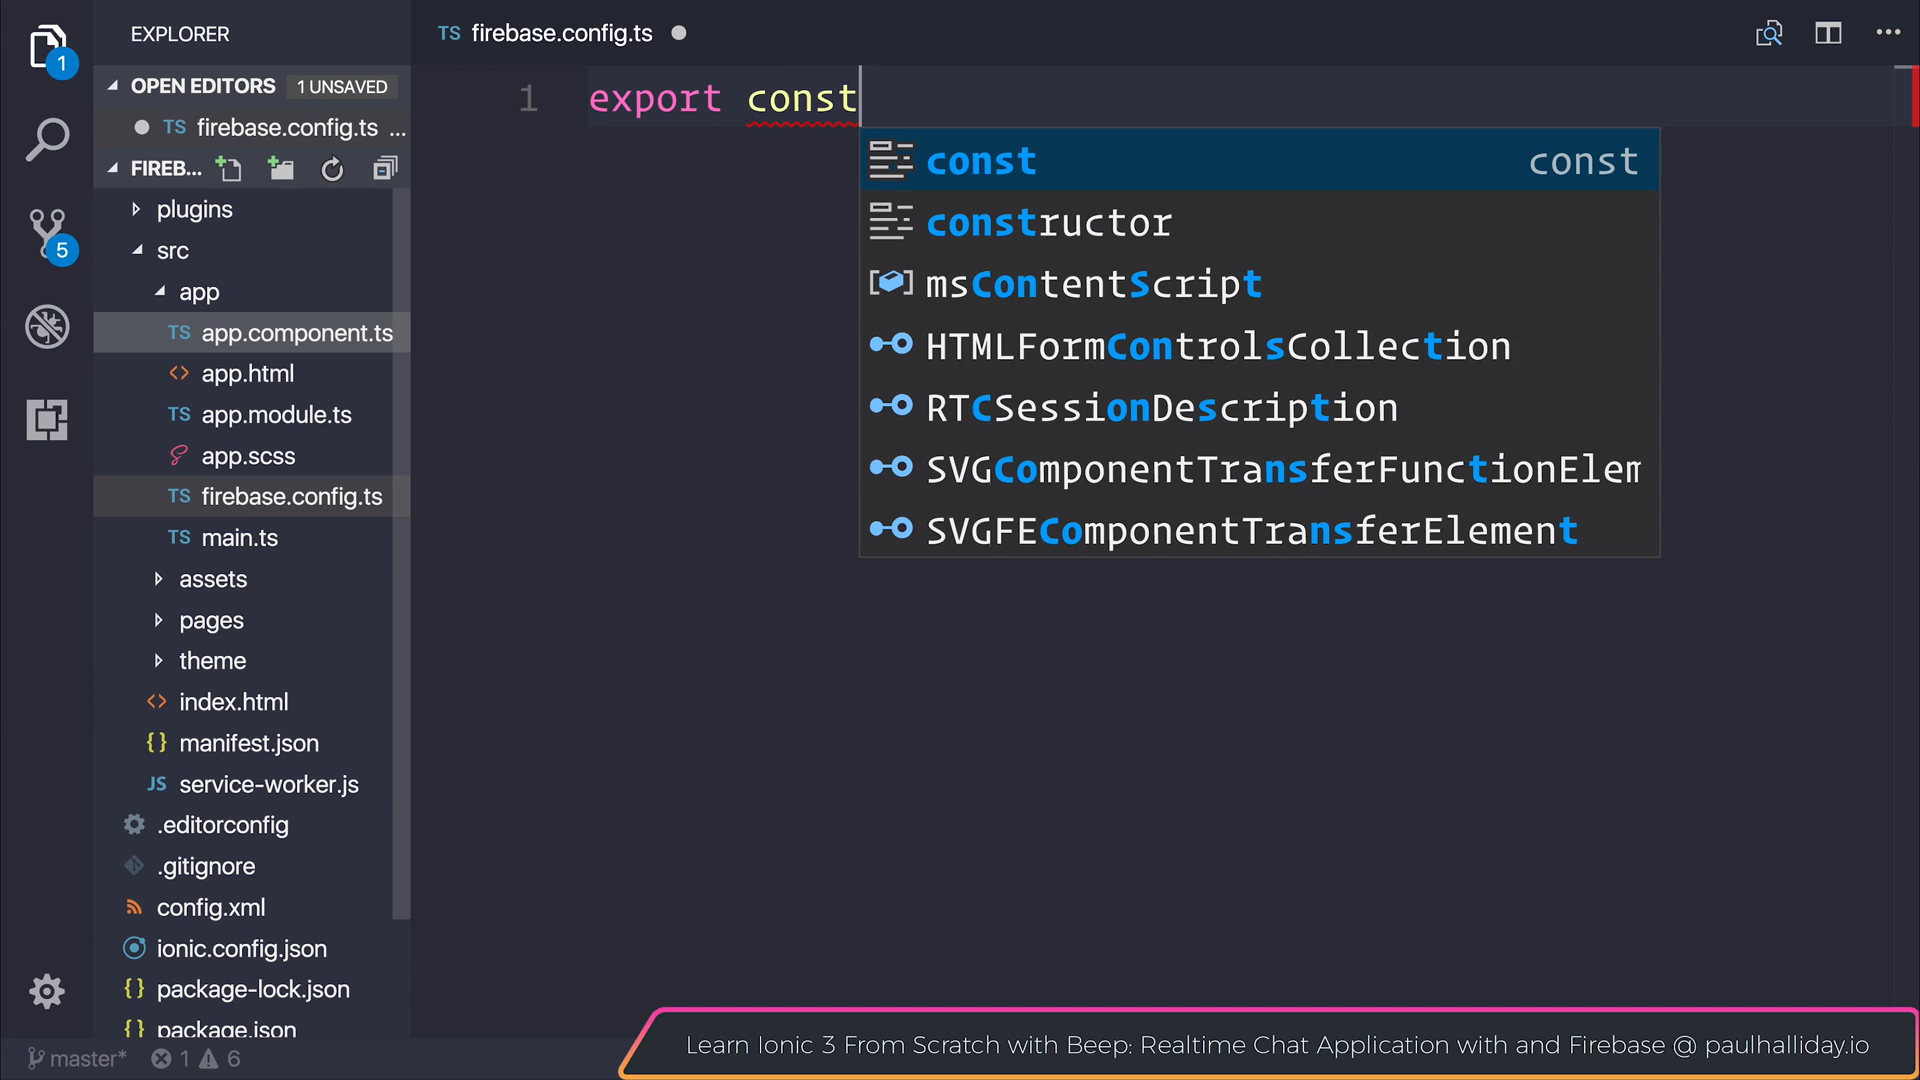 EXPLORER
TS firebase.config.ts
OPEN EDITORS 1 UNSAVED
TS firebase.config.ts ...
FIREB...
plugins
src
app
TS app.component.ts
<> app.html
TS app.module.ts
app.scss
TS firebase.config.ts
TS main.ts
assets
pages
theme
<> index.html
{} manifest.json
JS service-worker.js
.editorconfig
.gitignore
config.xml
ionic.config.json
{} package-lock.json
{} package.json
master* 1 6
1
5
1 export const
const const
constructor
msContentScript
HTMLFormControlsCollection
RTCSessionDescription
SVGComponentTransferFunctionElem
SVGFEComponentTransferElement
Learn Ionic 3 From Scratch with Beep: Realtime Chat Application with and Firebase @ paulhalliday.io